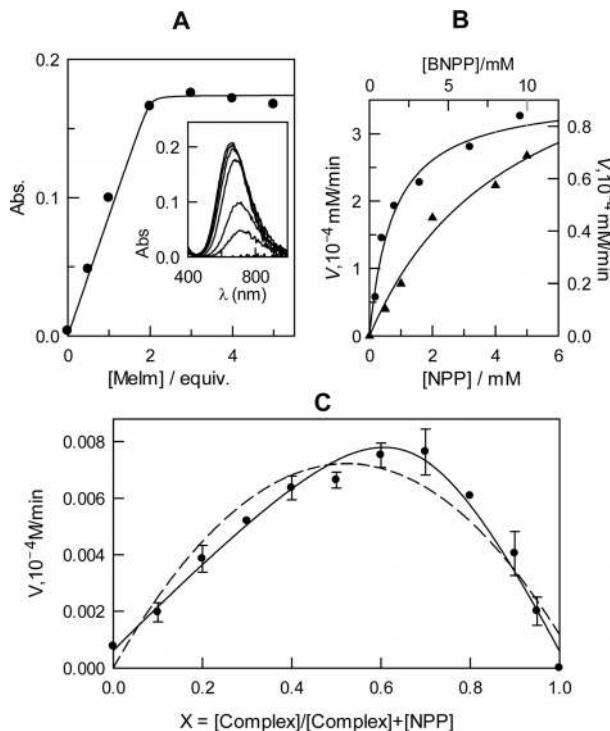 A
0.2
0.1
0.0
Abs.
0 2 4
[MeIm] / equiv.
0.2
0.1
0.0
Abs
400 800
λ (nm)
B
[BNPP]/mM
0 5 10
3
2
1
0
V,10⁻⁴ mM/min
0.8
0.6
0.4
0.2
0.0
V,10⁻⁴mM/min
0 2 4 6
[NPP] / mM
C
0.008
0.006
0.004
0.002
0.000
V,10⁻⁴M/min
0.0 0.2 0.4 0.6 0.8 1.0
X = [Complex]/[Complex]+[NPP]